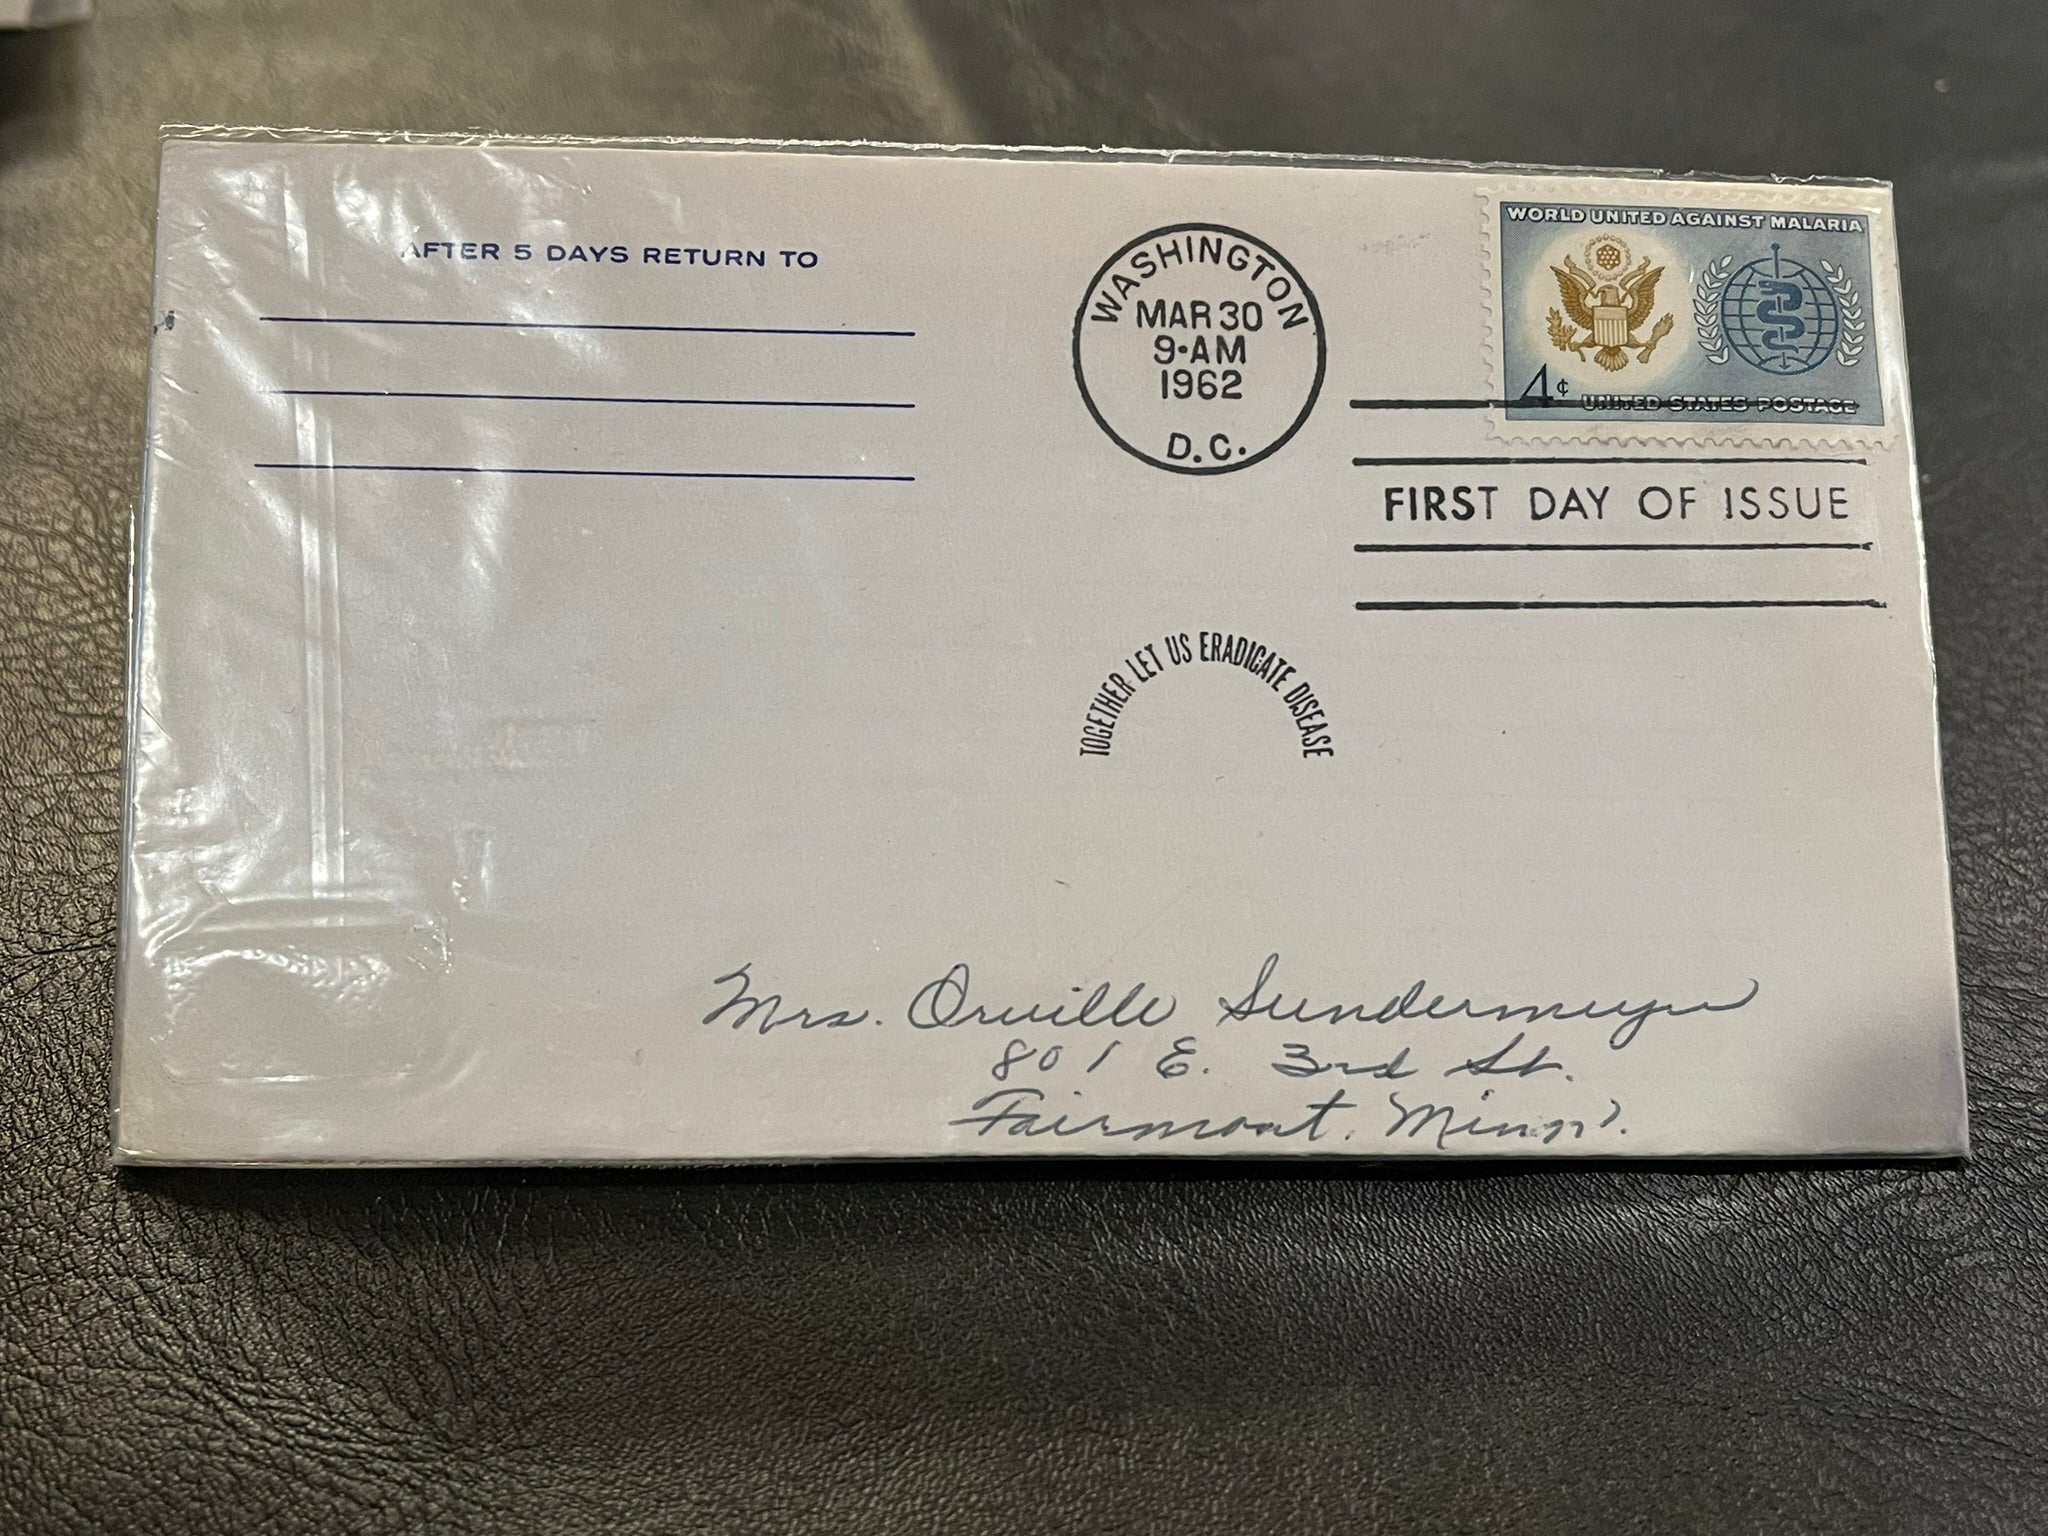 AFTER 5 DAYS RETURN TO
WASHINGTON
MAR 30
9-AM
1962
D.C.
WORLD UNITED AGAINST MALARIA
4¢ UNITED STATES POSTAGE
FIRST DAY OF ISSUE
TOGETHER LET US ERADICATE DISEASE
Mrs. Orville Sundermeyer
801 E. 3rd St.
Fairmont, Minn.